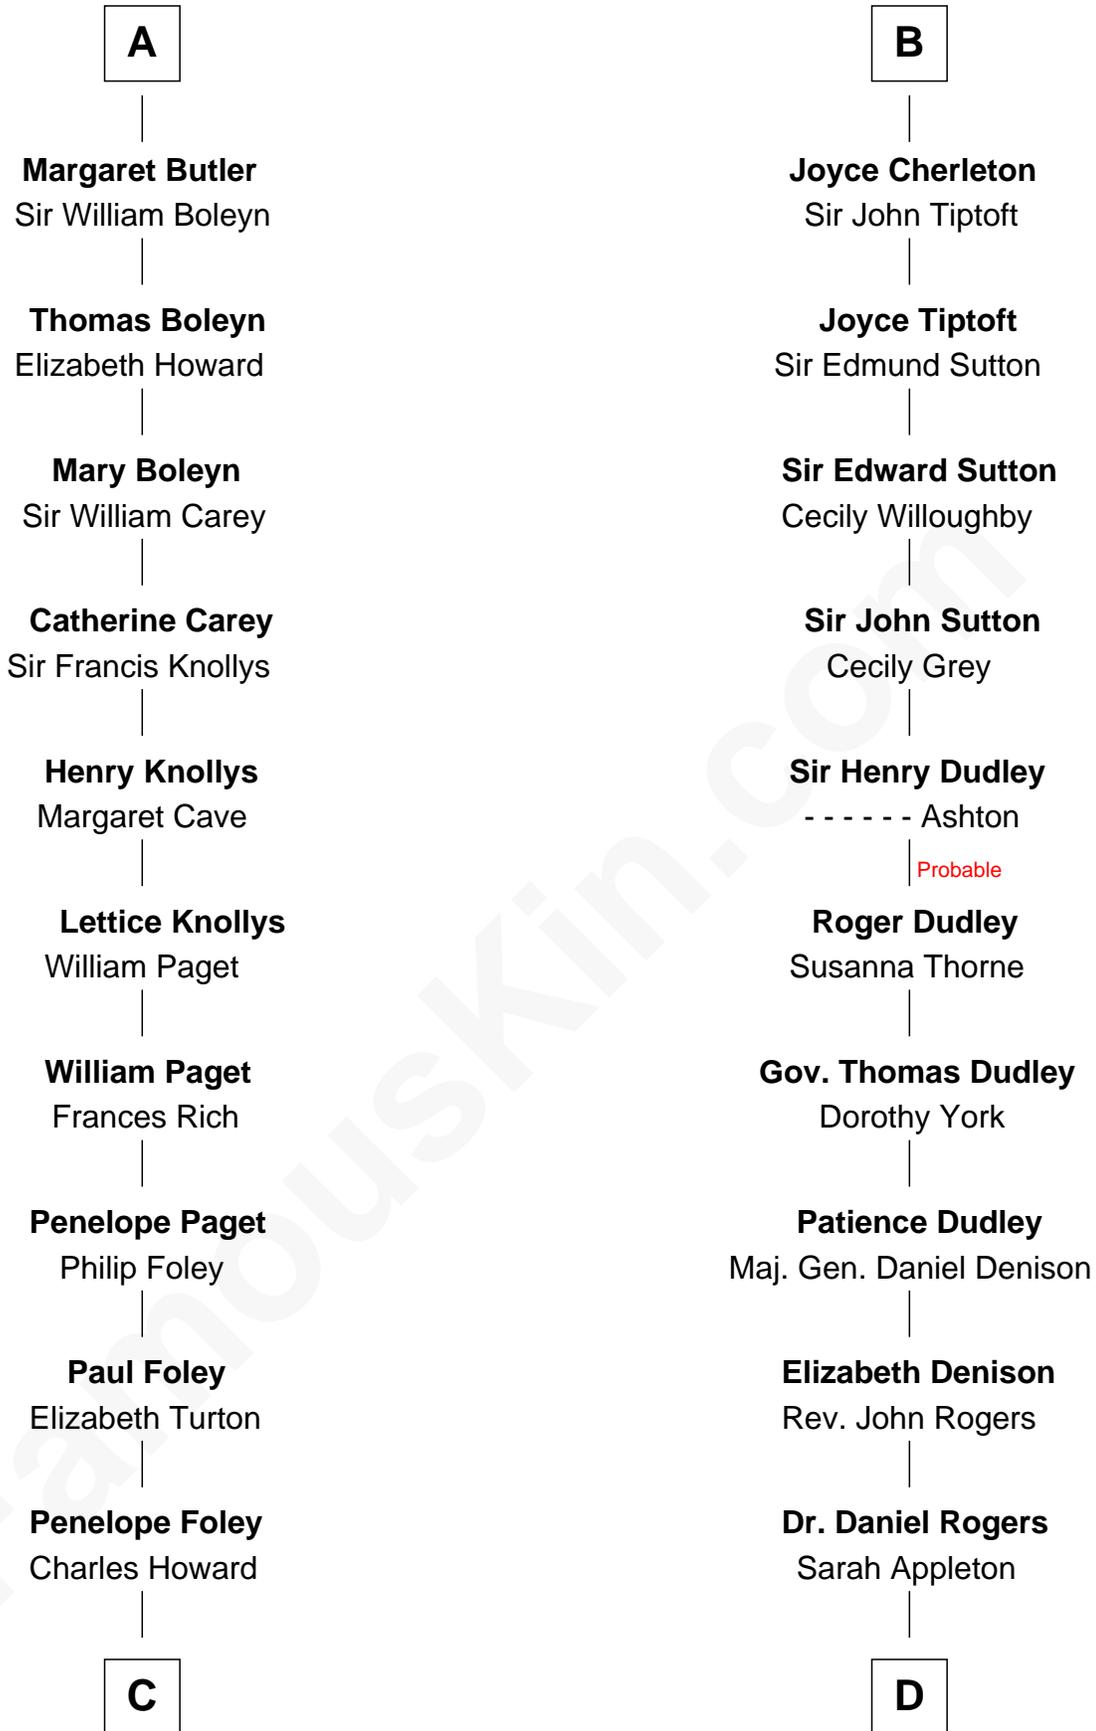 A
Margaret Butler
Sir William Boleyn
Thomas Boleyn
Elizabeth Howard
Mary Boleyn
Sir William Carey
Catherine Carey
Sir Francis Knollys
Henry Knollys
Margaret Cave
Lettice Knollys
William Paget
William Paget
Frances Rich
Penelope Paget
Philip Foley
Paul Foley
Elizabeth Turton
Penelope Foley
Charles Howard
C
B
Joyce Cherleton
Sir John Tiptoft
Joyce Tiptoft
Sir Edmund Sutton
Sir Edward Sutton
Cecily Willoughby
Sir John Sutton
Cecily Grey
Sir Henry Dudley
- - - - - - Ashton
Probable
Roger Dudley
Susanna Thorne
Gov. Thomas Dudley
Dorothy York
Patience Dudley
Maj. Gen. Daniel Denison
Elizabeth Denison
Rev. John Rogers
Dr. Daniel Rogers
Sarah Appleton
D
FamousKin.com